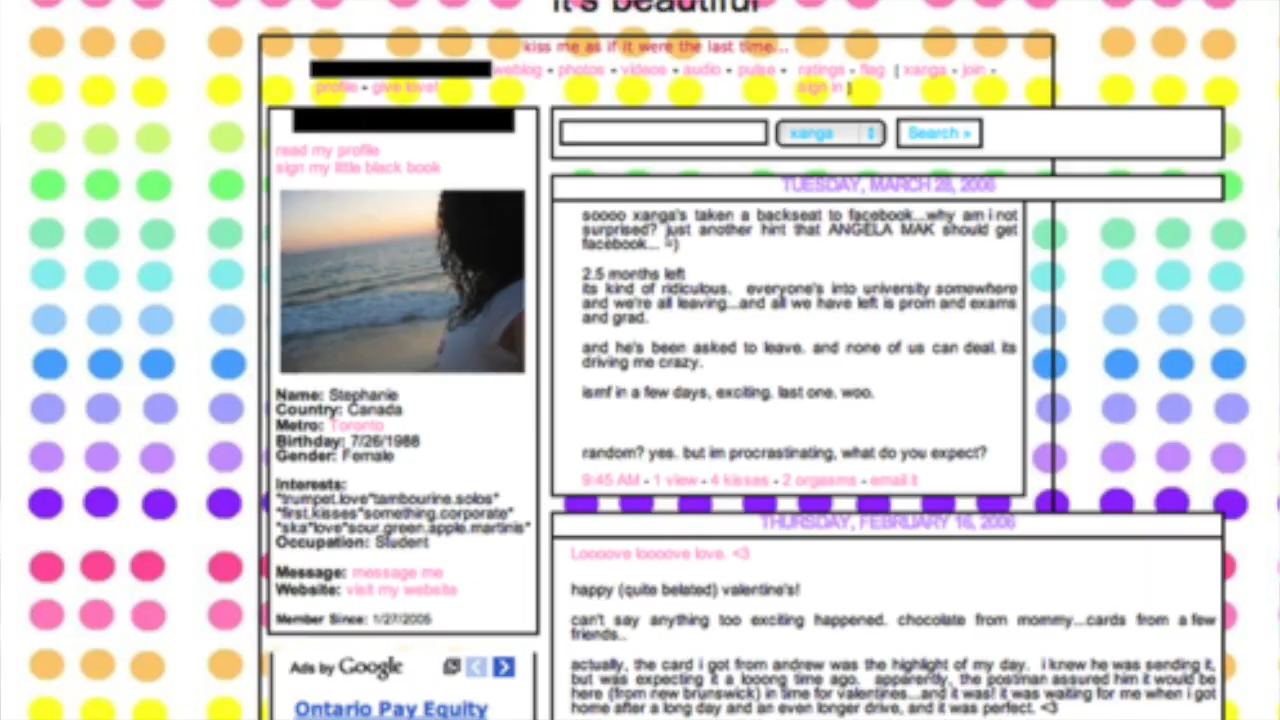 it's beautiful
kiss me as if it were the last time...
weblog - photos - videos - audio - pulse - ratings - flag [ xanga - join -
profile - give love! sign in ]
read my profile
sign my little black book
Name: Stephanie
Country: Canada
Metro: Toronto
Birthday: 7/26/1988
Gender: Female
Interests:
*trumpet.love*tambourine.solos*
*first.kisses*something.corporate*
*ska*love*sour.green.apple.martinis*
Occupation: Student
Message: message me
Website: visit my website
Member Since: 1/27/2005
Ads by Google
Ontario Pay Equity
xanga Search »
TUESDAY, MARCH 28, 2006
soooo xanga's taken a backseat to facebook...why am i not
surprised? just another hint that ANGELA MAK should get
facebook... =)
2.5 months left
its kind of ridiculous. everyone's into university somewhere
and we're all leaving...and all we have left is prom and exams
and grad.
and he's been asked to leave. and none of us can deal. its
driving me crazy.
ismf in a few days, exciting. last one. woo.
random? yes. but im procrastinating, what do you expect?
9:45 AM - 1 view - 4 kisses - 2 orgasms - email it
THURSDAY, FEBRUARY 16, 2006
Loooove loooove love. <3
happy (quite belated) valentine's!
can't say anything too exciting happened. chocolate from mommy...cards from a few
friends..
actually, the card i got from andrew was the highlight of my day. i knew he was sending it,
but was expecting it a looong time ago. apparently, the postman assured him it would be
here (from new brunswick) in time for valentines...and it was! it was waiting for me when i got
home after a long day and an even longer drive, and it was perfect. <3